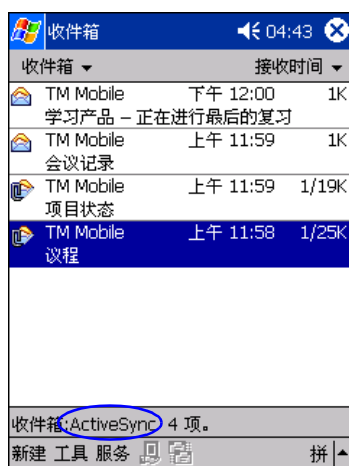 收件箱 04:43
收件箱 接收时间
TM Mobile 下午 12:00 1K
学习产品 – 正在进行最后的复习
TM Mobile 上午 11:59 1K
会议记录
TM Mobile 上午 11:59 1/19K
项目状态
TM Mobile 上午 11:58 1/25K
议程
收件箱:ActiveSync 4 项。
新建 工具 服务 拼